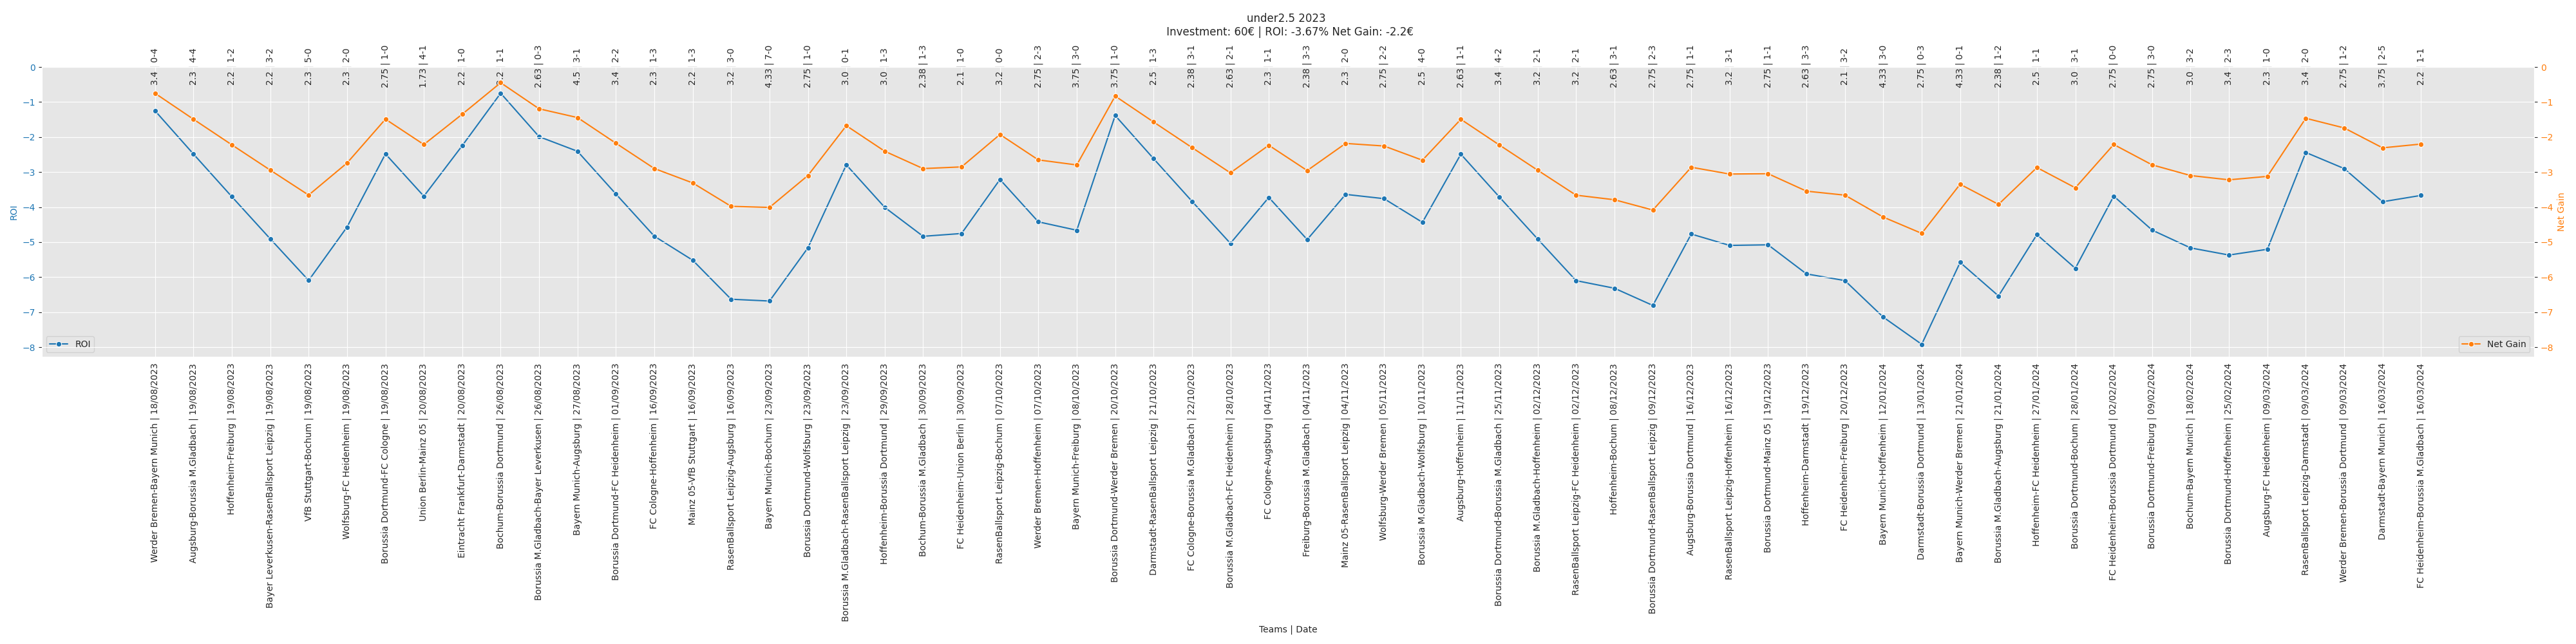 under2.5 2023
Investment: 60€ | ROI: -3.67% Net Gain: -2.2€
3.4 | 0-4
2.3 | 4-4
2.2 | 1-2
2.2 | 3-2
2.3 | 5-0
2.3 | 2-0
2.75 | 1-0
1.73 | 4-1
2.2 | 1-0
3.2 | 1-1
2.63 | 0-3
4.5 | 3-1
3.4 | 2-2
2.3 | 1-3
2.2 | 1-3
3.2 | 3-0
4.33 | 7-0
2.75 | 1-0
3.0 | 0-1
3.0 | 1-3
2.38 | 1-3
2.1 | 1-0
3.2 | 0-0
2.75 | 2-3
3.75 | 3-0
3.75 | 1-0
2.5 | 1-3
2.38 | 3-1
2.63 | 2-1
2.3 | 1-1
2.38 | 3-3
2.3 | 2-0
2.75 | 2-2
2.5 | 4-0
2.63 | 1-1
3.4 | 4-2
3.2 | 2-1
3.2 | 2-1
2.63 | 3-1
2.75 | 2-3
2.75 | 1-1
3.2 | 3-1
2.75 | 1-1
2.63 | 3-3
2.1 | 3-2
4.33 | 3-0
2.75 | 0-3
4.33 | 0-1
2.38 | 1-2
2.5 | 1-1
3.0 | 3-1
2.75 | 0-0
2.75 | 3-0
3.0 | 3-2
3.4 | 2-3
2.3 | 1-0
3.4 | 2-0
2.75 | 1-2
3.75 | 2-5
2.2 | 1-1
ROI
0
−1
−2
−3
−4
−5
−6
−7
−8
ROI
Net Gain
0
−1
−2
−3
−4
−5
−6
−7
−8
Net Gain
Werder Bremen-Bayern Munich | 18/08/2023
Augsburg-Borussia M.Gladbach | 19/08/2023
Hoffenheim-Freiburg | 19/08/2023
Bayer Leverkusen-RasenBallsport Leipzig | 19/08/2023
VfB Stuttgart-Bochum | 19/08/2023
Wolfsburg-FC Heidenheim | 19/08/2023
Borussia Dortmund-FC Cologne | 19/08/2023
Union Berlin-Mainz 05 | 20/08/2023
Eintracht Frankfurt-Darmstadt | 20/08/2023
Bochum-Borussia Dortmund | 26/08/2023
Borussia M.Gladbach-Bayer Leverkusen | 26/08/2023
Bayern Munich-Augsburg | 27/08/2023
Borussia Dortmund-FC Heidenheim | 01/09/2023
FC Cologne-Hoffenheim | 16/09/2023
Mainz 05-VfB Stuttgart | 16/09/2023
RasenBallsport Leipzig-Augsburg | 16/09/2023
Bayern Munich-Bochum | 23/09/2023
Borussia Dortmund-Wolfsburg | 23/09/2023
Borussia M.Gladbach-RasenBallsport Leipzig | 23/09/2023
Hoffenheim-Borussia Dortmund | 29/09/2023
Bochum-Borussia M.Gladbach | 30/09/2023
FC Heidenheim-Union Berlin | 30/09/2023
RasenBallsport Leipzig-Bochum | 07/10/2023
Werder Bremen-Hoffenheim | 07/10/2023
Bayern Munich-Freiburg | 08/10/2023
Borussia Dortmund-Werder Bremen | 20/10/2023
Darmstadt-RasenBallsport Leipzig | 21/10/2023
FC Cologne-Borussia M.Gladbach | 22/10/2023
Borussia M.Gladbach-FC Heidenheim | 28/10/2023
FC Cologne-Augsburg | 04/11/2023
Freiburg-Borussia M.Gladbach | 04/11/2023
Mainz 05-RasenBallsport Leipzig | 04/11/2023
Wolfsburg-Werder Bremen | 05/11/2023
Borussia M.Gladbach-Wolfsburg | 10/11/2023
Augsburg-Hoffenheim | 11/11/2023
Borussia Dortmund-Borussia M.Gladbach | 25/11/2023
Borussia M.Gladbach-Hoffenheim | 02/12/2023
RasenBallsport Leipzig-FC Heidenheim | 02/12/2023
Hoffenheim-Bochum | 08/12/2023
Borussia Dortmund-RasenBallsport Leipzig | 09/12/2023
Augsburg-Borussia Dortmund | 16/12/2023
RasenBallsport Leipzig-Hoffenheim | 16/12/2023
Borussia Dortmund-Mainz 05 | 19/12/2023
Hoffenheim-Darmstadt | 19/12/2023
FC Heidenheim-Freiburg | 20/12/2023
Bayern Munich-Hoffenheim | 12/01/2024
Darmstadt-Borussia Dortmund | 13/01/2024
Bayern Munich-Werder Bremen | 21/01/2024
Borussia M.Gladbach-Augsburg | 21/01/2024
Hoffenheim-FC Heidenheim | 27/01/2024
Borussia Dortmund-Bochum | 28/01/2024
FC Heidenheim-Borussia Dortmund | 02/02/2024
Borussia Dortmund-Freiburg | 09/02/2024
Bochum-Bayern Munich | 18/02/2024
Borussia Dortmund-Hoffenheim | 25/02/2024
Augsburg-FC Heidenheim | 09/03/2024
RasenBallsport Leipzig-Darmstadt | 09/03/2024
Werder Bremen-Borussia Dortmund | 09/03/2024
Darmstadt-Bayern Munich | 16/03/2024
FC Heidenheim-Borussia M.Gladbach | 16/03/2024
Teams | Date